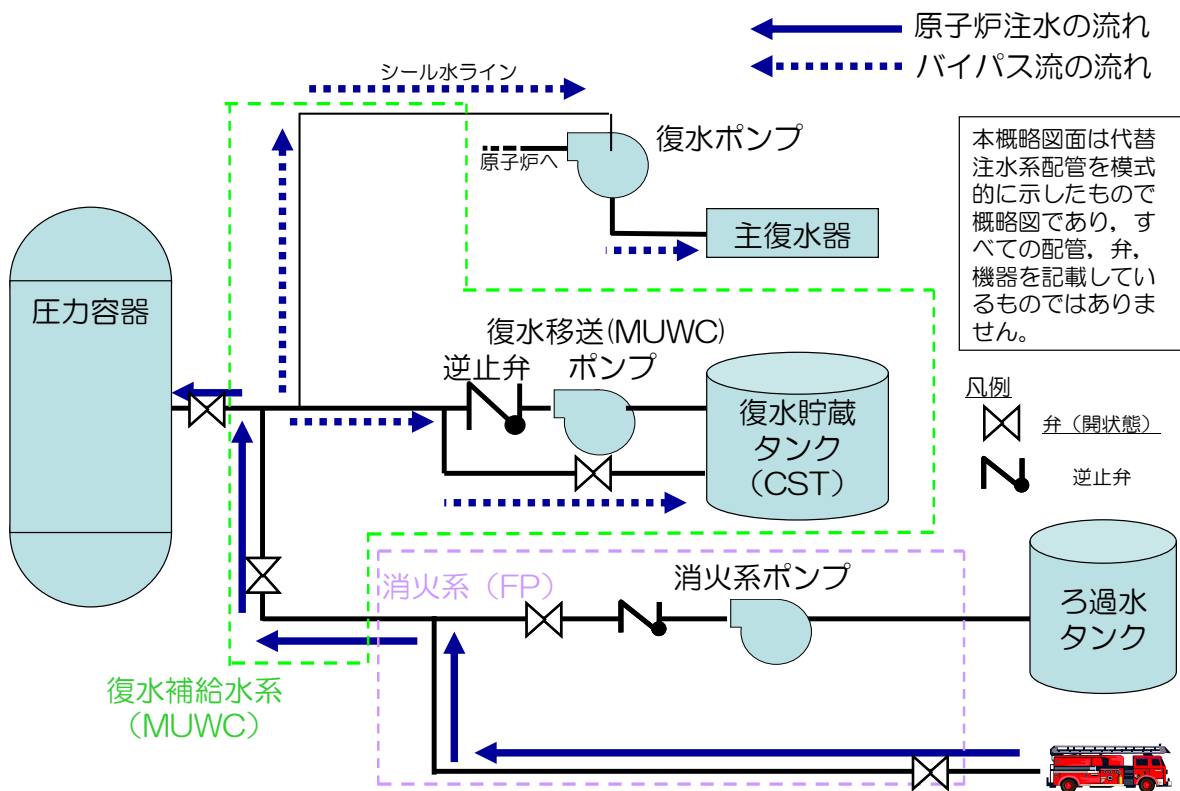 原子炉注水の流れ
バイパス流の流れ
シール水ライン
復水ポンプ
原子炉へ
主復水器
本概略図面は代替
注水系配管を模式
的に示したもので
概略図であり，す
べての配管，弁，
機器を記載してい
るものではありま
せん。
圧力容器
復水移送(MUWC)
ポンプ
逆止弁
復水貯蔵
タンク
（CST）
凡例
弁（開状態）
逆止弁
消火系（FP）
消火系ポンプ
ろ過水
タンク
復水補給水系
（MUWC）